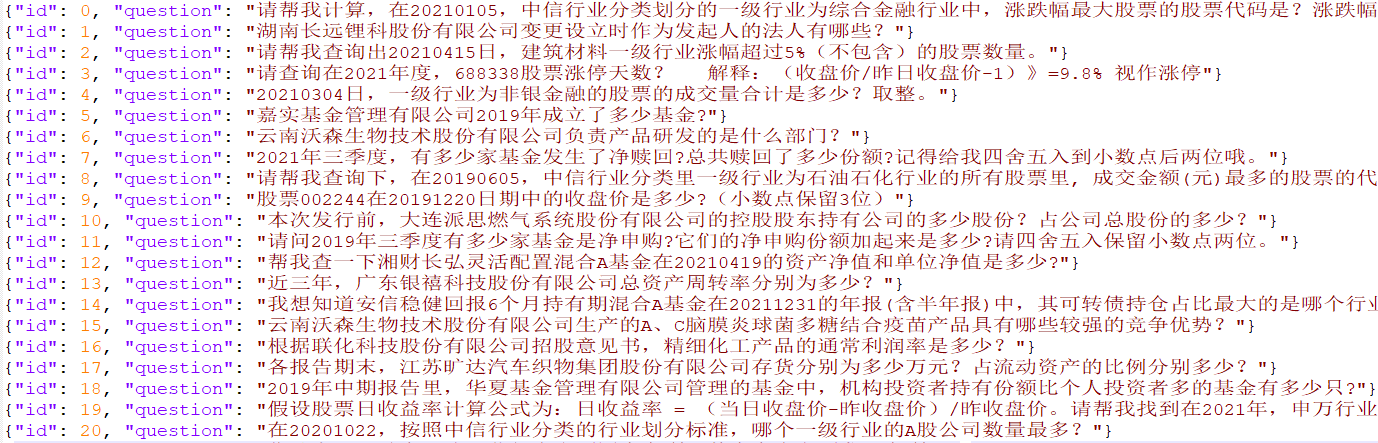 {"id": 0, "question": "请帮我计算，在20210105，中信行业分类划分的一级行业为综合金融行业中，涨跌幅最大股票的股票代码是？涨跌幅
{"id": 1, "question": "湖南长远锂科股份有限公司变更设立时作为发起人的法人有哪些？"}
{"id": 2, "question": "请帮我查询出20210415日，建筑材料一级行业涨幅超过5%（不包含）的股票数量。"}
{"id": 3, "question": "请查询在2021年度，688338股票涨停天数？   解释：（收盘价/昨日收盘价-1）》=9.8% 视作涨停"}
{"id": 4, "question": "20210304日，一级行业为非银金融的股票的成交量合计是多少？取整。"}
{"id": 5, "question": "嘉实基金管理有限公司2019年成立了多少基金?"}
{"id": 6, "question": "云南沃森生物技术股份有限公司负责产品研发的是什么部门？"}
{"id": 7, "question": "2021年三季度，有多少家基金发生了净赎回?总共赎回了多少份额?记得给我四舍五入到小数点后两位哦。"}
{"id": 8, "question": "请帮我查询下，在20190605，中信行业分类里一级行业为石油石化行业的所有股票里, 成交金额(元)最多的股票的代
{"id": 9, "question": "股票002244在20191220日期中的收盘价是多少?（小数点保留3位）"}
{"id": 10, "question": "本次发行前，大连派思燃气系统股份有限公司的控股股东持有公司的多少股份？占公司总股份的多少？"}
{"id": 11, "question": "请问2019年三季度有多少家基金是净申购?它们的净申购份额加起来是多少?请四舍五入保留小数点两位。"}
{"id": 12, "question": "帮我查一下湘财长弘灵活配置混合A基金在20210419的资产净值和单位净值是多少?"}
{"id": 13, "question": "近三年，广东银禧科技股份有限公司总资产周转率分别为多少？"}
{"id": 14, "question": "我想知道安信稳健回报6个月持有期混合A基金在20211231的年报(含半年报)中，其可转债持仓占比最大的是哪个行业
{"id": 15, "question": "云南沃森生物技术股份有限公司生产的A、C脑膜炎球菌多糖结合疫苗产品具有哪些较强的竞争优势？"}
{"id": 16, "question": "根据联化科技股份有限公司招股意见书，精细化工产品的通常利润率是多少？"}
{"id": 17, "question": "各报告期末，江苏旷达汽车织物集团股份有限公司存货分别为多少万元？占流动资产的比例分别多少？"}
{"id": 18, "question": "2019年中期报告里，华夏基金管理有限公司管理的基金中，机构投资者持有份额比个人投资者多的基金有多少只?"}
{"id": 19, "question": "假设股票日收益率计算公式为：日收益率 = （当日收盘价-昨收盘价）/昨收盘价。请帮我找到在2021年，申万行业
{"id": 20, "question": "在20201022，按照中信行业分类的行业划分标准，哪个一级行业的A股公司数量最多？"}